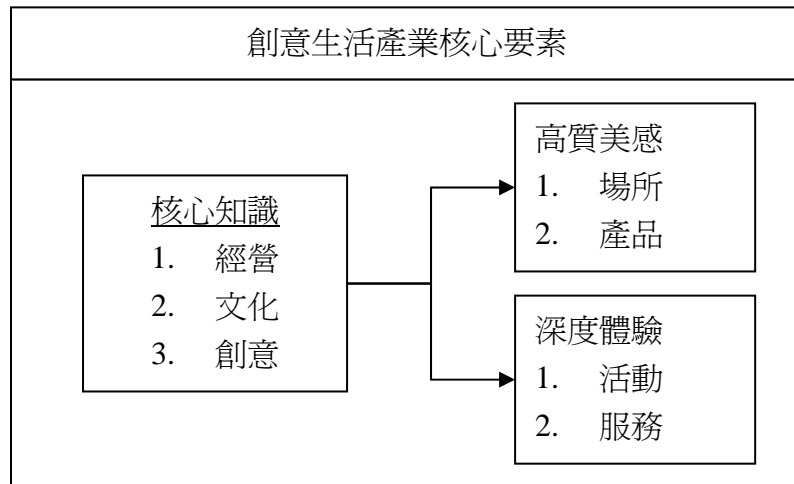 創意生活產業核心要素
核心知識
1. 經營
2. 文化
3. 創意
高質美感
1. 場所
2. 產品
深度體驗
1. 活動
2. 服務